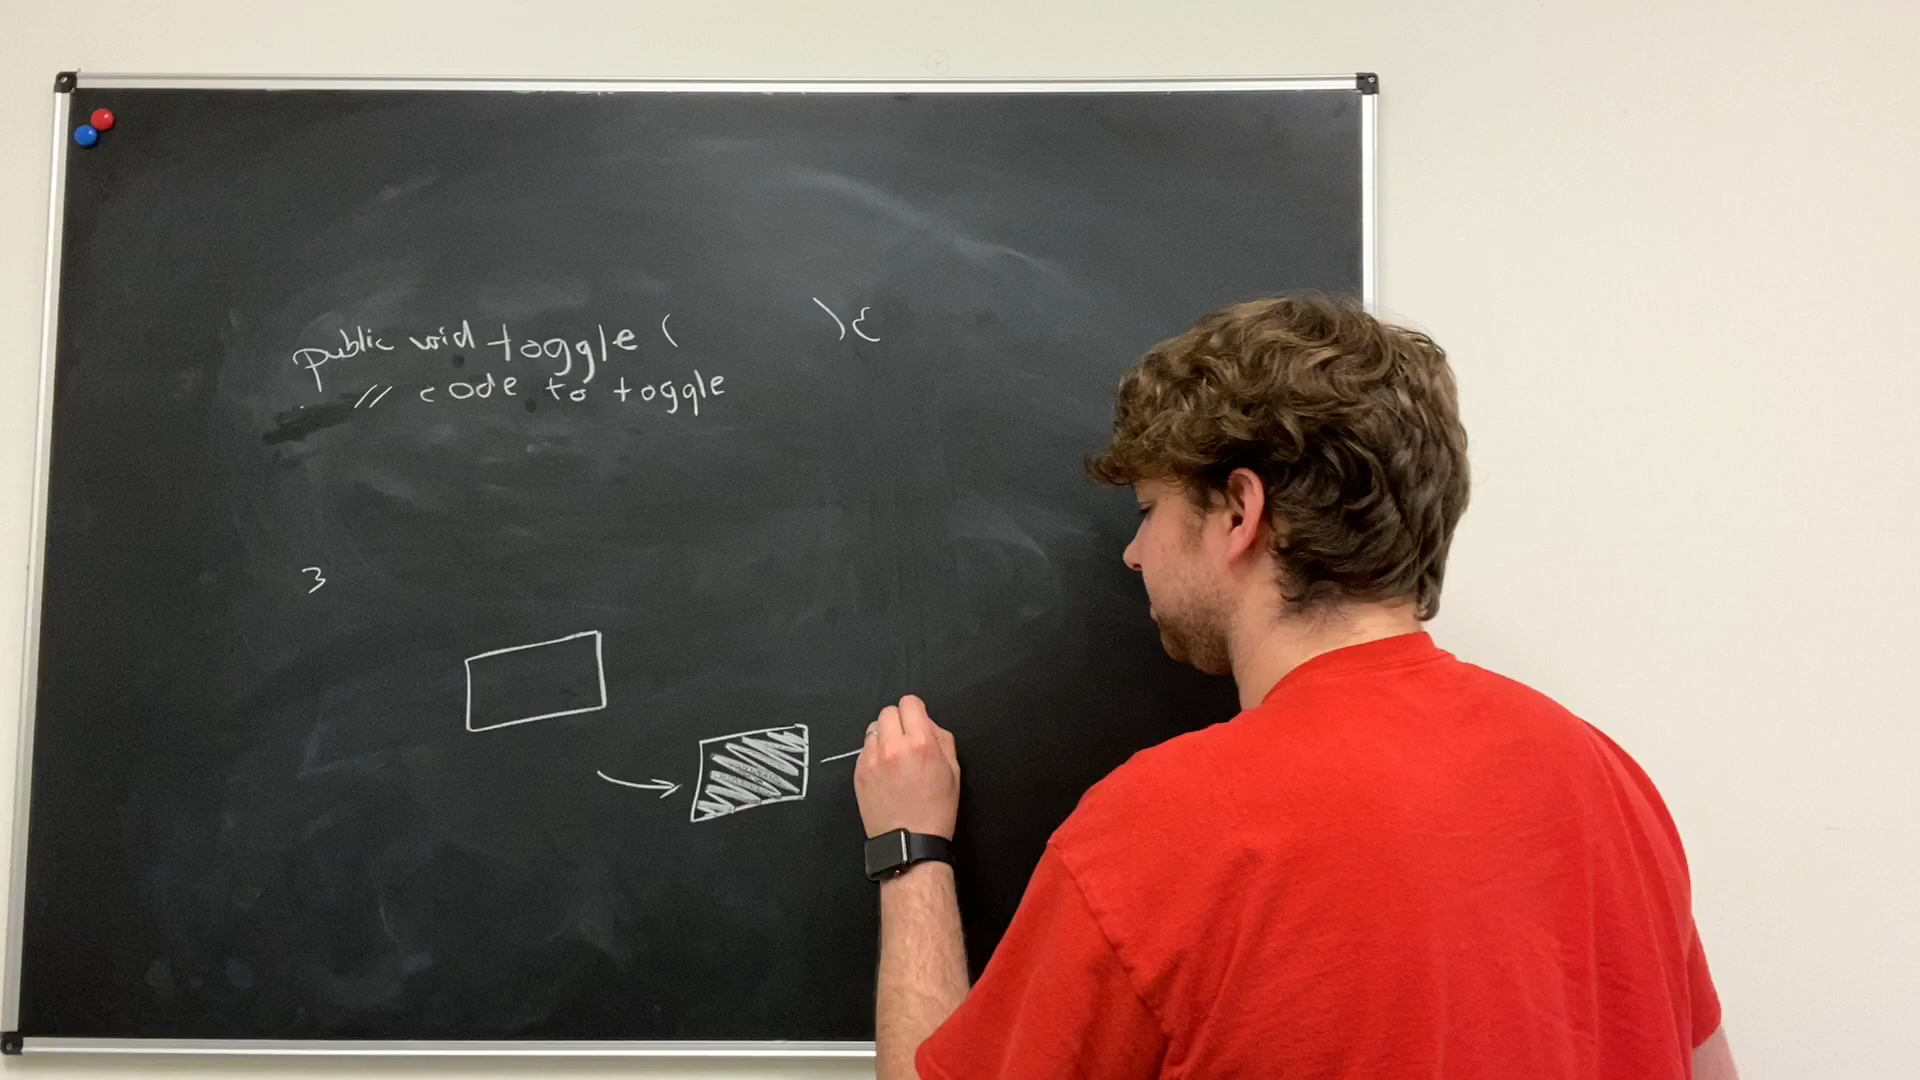 public void toggle ( ) {
// code to toggle
}